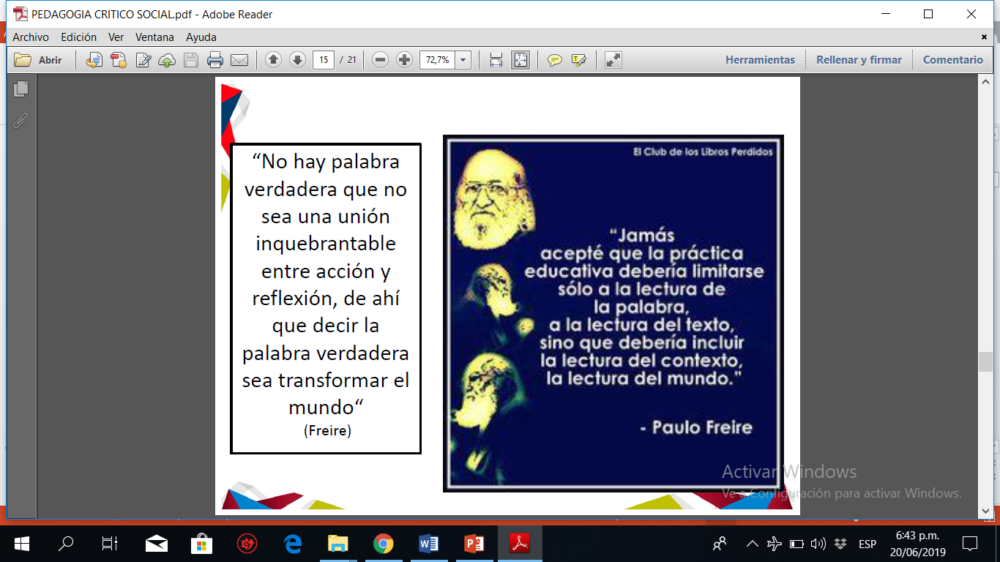 PEDAGOGIA CRITICO SOCIAL.pdf - Adobe Reader
Archivo Edición Ver Ventana Ayuda
Abrir
15 / 21
72,7%
Herramientas
Rellenar y firmar
Comentario
“No hay palabra
verdadera que no
sea una unión
inquebrantable
entre acción y
reflexión, de ahí
que decir la
palabra verdadera
sea transformar el
mundo“
(Freire)
El Club de los Libros Perdidos
“Jamás
acepté que la práctica
educativa debería limitarse
sólo a la lectura de
la palabra,
a la lectura del texto,
sino que debería incluir
la lectura del contexto,
la lectura del mundo."
- Paulo Freire
Activar Windows
Ve a Configuración para activar Windows.
ESP
6:43 p.m.
20/06/2019